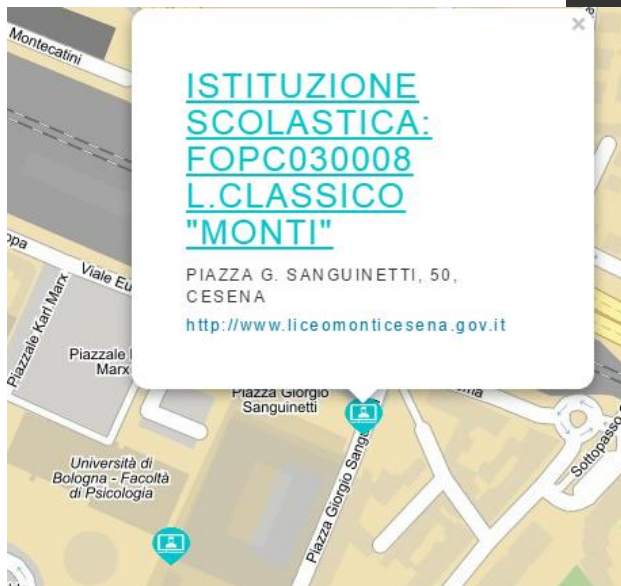 Montecatini
×
ISTITUZIONE
SCOLASTICA:
FOPC030008
L.CLASSICO
"MONTI"
PIAZZA G. SANGUINETTI, 50,
CESENA
http://www.liceomonticesena.gov.it
Viale Eu
Piazzale Karl Marx
Piazzale
Marx
Piazza Giorgio
Sanguinetti
Piazza Giorgio Sangu
Sottopasso
Università di
Bologna - Facoltà
di Psicologia